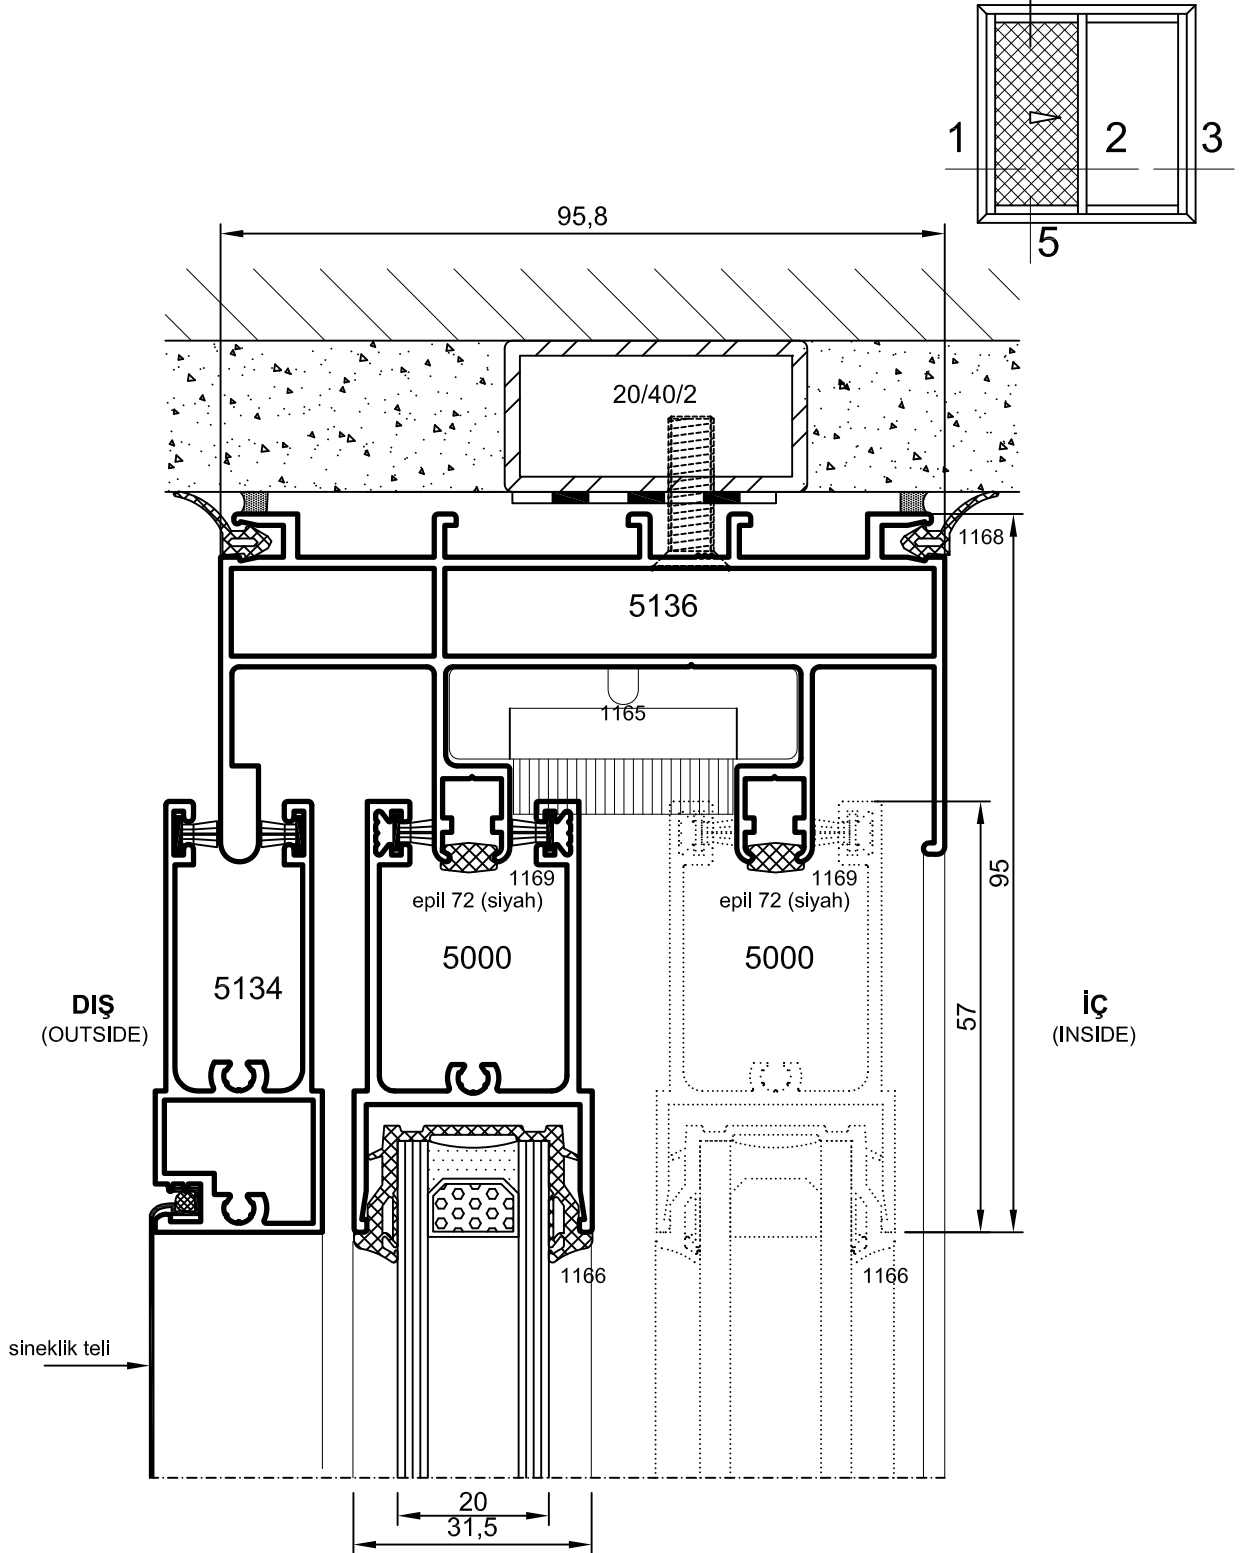 1
2
3
5
95,8
20/40/2
1168
5136
1165
1169
epil 72 (siyah)
1169
epil 72 (siyah)
95
5000
5000
5134
57
DIŞ
(OUTSIDE)
İÇ
(INSIDE)
1166
1166
sineklik teli
20
31,5